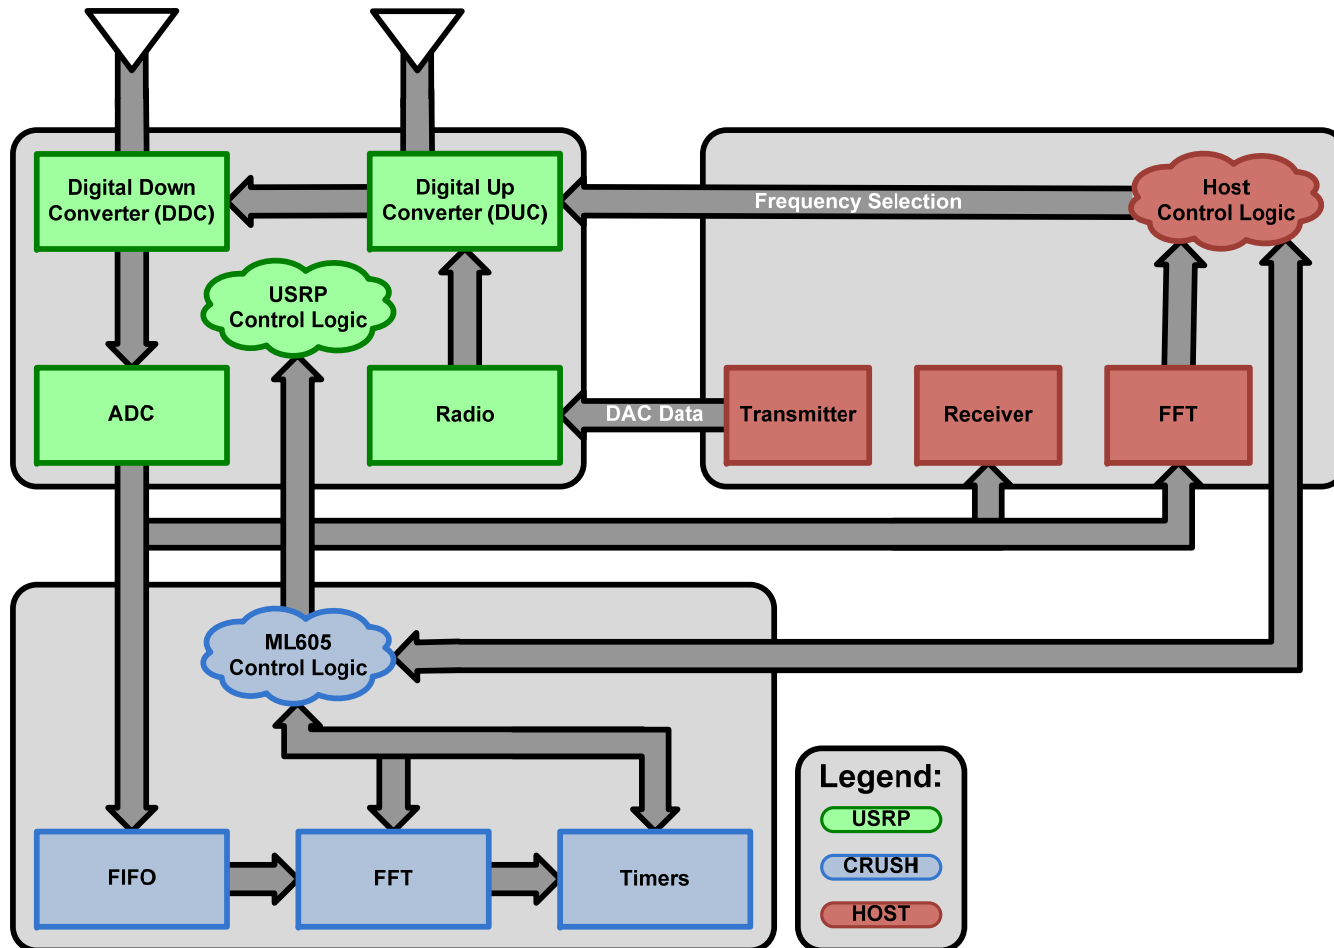 Digital Down
Converter (DDC)
Digital Up
Converter (DUC)
Frequency Selection
Host
Control Logic
USRP
Control Logic
ADC
Radio
DAC Data
Transmitter
Receiver
FFT
ML605
Control Logic
FIFO
FFT
Timers
Legend:
USRP
CRUSH
HOST